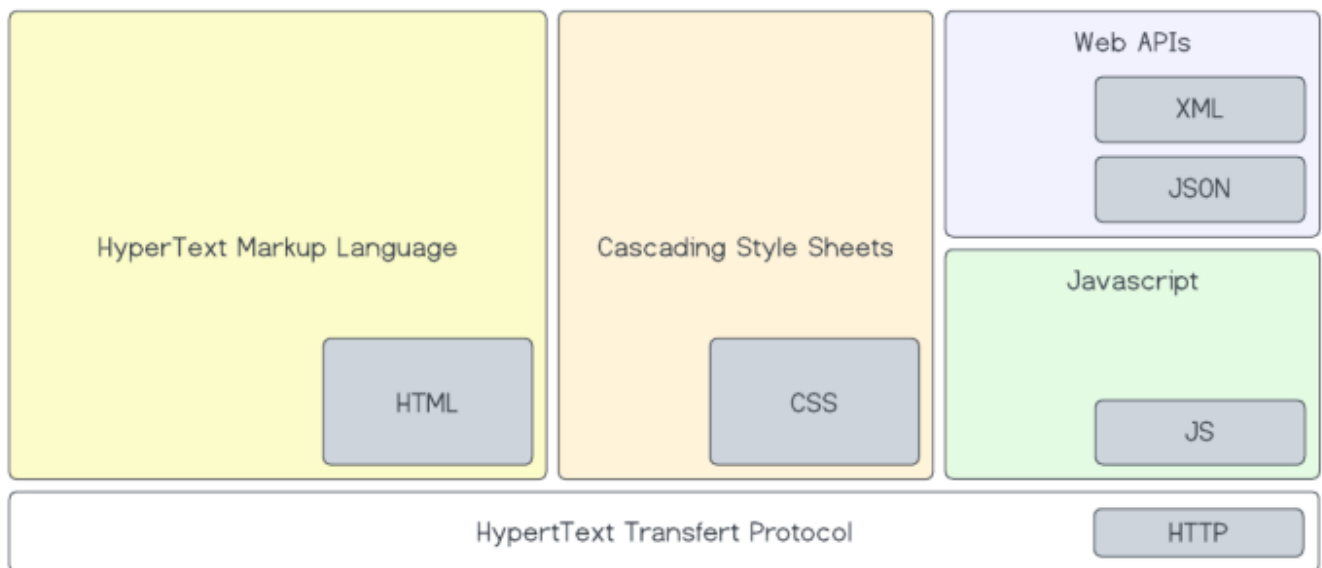 HyperText Markup Language
HTML
Cascading Style Sheets
CSS
Web APIs
XML
JSON
Javascript
JS
HypertText Transfert Protocol
HTTP